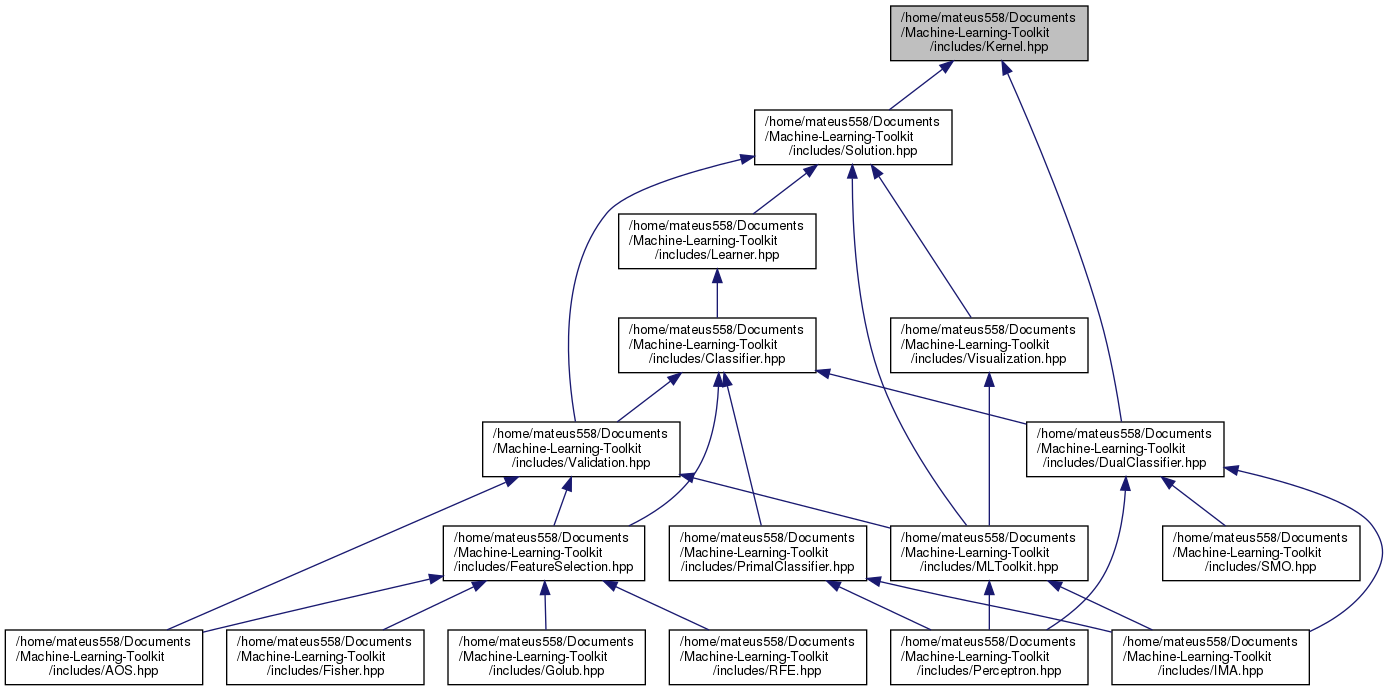 /home/mateus558/Documents
/Machine-Learning-Toolkit
/includes/Kernel.hpp
/home/mateus558/Documents
/Machine-Learning-Toolkit
/includes/Solution.hpp
/home/mateus558/Documents
/Machine-Learning-Toolkit
/includes/Learner.hpp
/home/mateus558/Documents
/Machine-Learning-Toolkit
/includes/Classifier.hpp
/home/mateus558/Documents
/Machine-Learning-Toolkit
/includes/Visualization.hpp
/home/mateus558/Documents
/Machine-Learning-Toolkit
/includes/Validation.hpp
/home/mateus558/Documents
/Machine-Learning-Toolkit
/includes/DualClassifier.hpp
/home/mateus558/Documents
/Machine-Learning-Toolkit
/includes/FeatureSelection.hpp
/home/mateus558/Documents
/Machine-Learning-Toolkit
/includes/PrimalClassifier.hpp
/home/mateus558/Documents
/Machine-Learning-Toolkit
/includes/MLToolkit.hpp
/home/mateus558/Documents
/Machine-Learning-Toolkit
/includes/SMO.hpp
/home/mateus558/Documents
/Machine-Learning-Toolkit
/includes/AOS.hpp
/home/mateus558/Documents
/Machine-Learning-Toolkit
/includes/Fisher.hpp
/home/mateus558/Documents
/Machine-Learning-Toolkit
/includes/Golub.hpp
/home/mateus558/Documents
/Machine-Learning-Toolkit
/includes/RFE.hpp
/home/mateus558/Documents
/Machine-Learning-Toolkit
/includes/Perceptron.hpp
/home/mateus558/Documents
/Machine-Learning-Toolkit
/includes/IMA.hpp